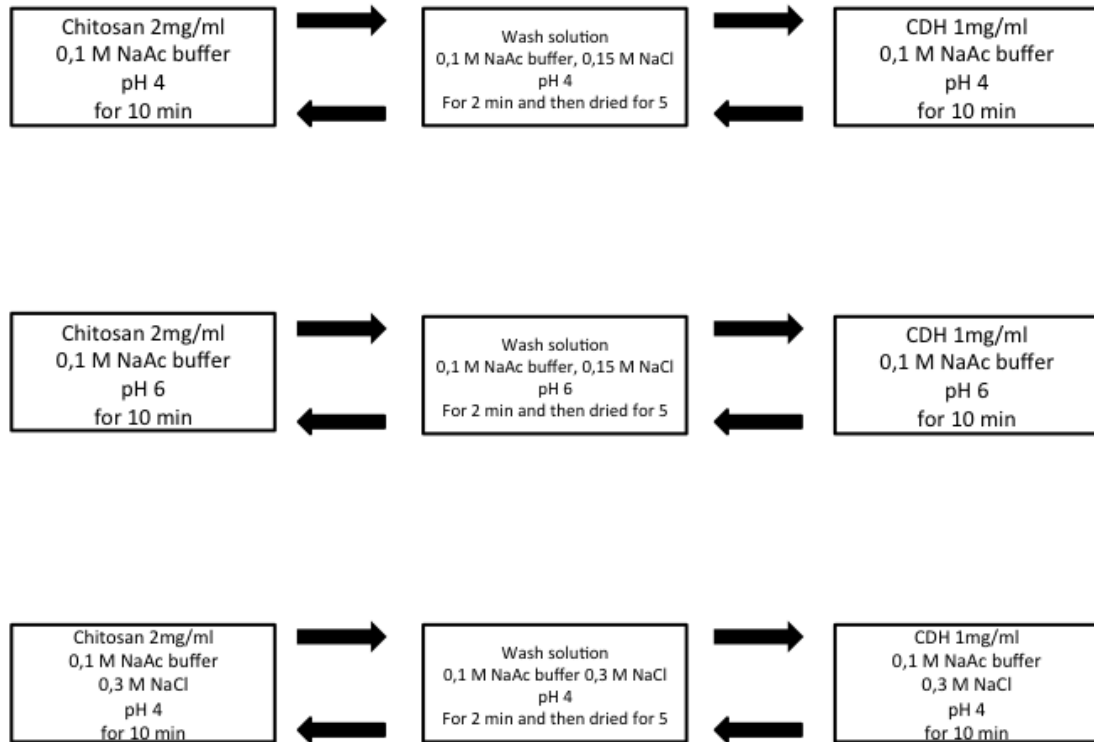 Chitosan 2mg/ml
0,1 M NaAc buffer
pH 4
for 10 min
Wash solution
0,1 M NaAc buffer, 0,15 M NaCl
pH 4
For 2 min and then dried for 5
CDH 1mg/ml
0,1 M NaAc buffer
pH 4
for 10 min
Chitosan 2mg/ml
0,1 M NaAc buffer
pH 6
for 10 min
Wash solution
0,1 M NaAc buffer, 0,15 M NaCl
pH 6
For 2 min and then dried for 5
CDH 1mg/ml
0,1 M NaAc buffer
pH 6
for 10 min
Chitosan 2mg/ml
0,1 M NaAc buffer
0,3 M NaCl
pH 4
for 10 min
Wash solution
0,1 M NaAc buffer 0,3 M NaCl
pH 4
For 2 min and then dried for 5
CDH 1mg/ml
0,1 M NaAc buffer
0,3 M NaCl
pH 4
for 10 min